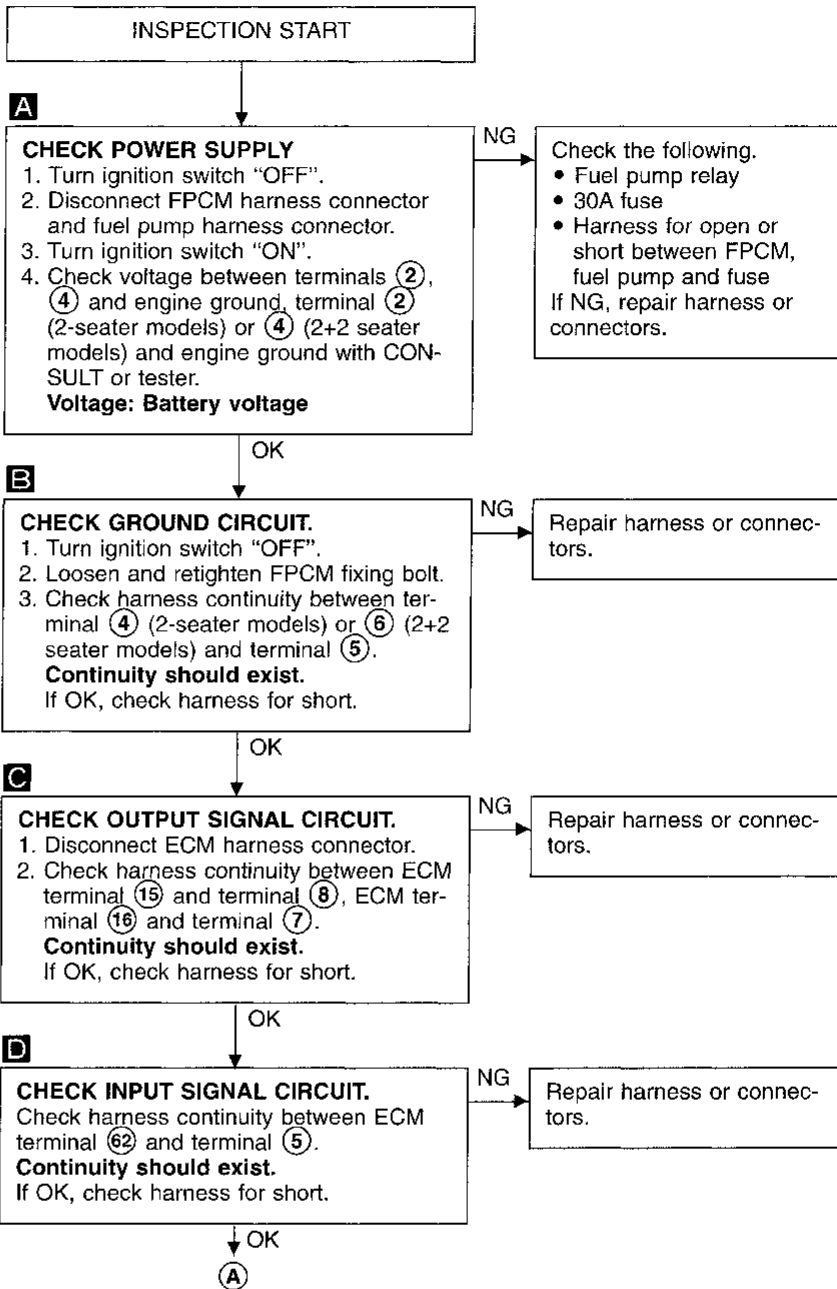 INSPECTION START
A
CHECK POWER SUPPLY
1. Turn ignition switch “OFF”.
2. Disconnect FPCM harness connector
and fuel pump harness connector.
3. Turn ignition switch “ON”.
4. Check voltage between terminals ②,
④ and engine ground, terminal ②
(2-seater models) or ④ (2+2 seater
models) and engine ground with CON-
SULT or tester.
Voltage: Battery voltage
NG
Check the following.
• Fuel pump relay
• 30A fuse
• Harness for open or
short between FPCM,
fuel pump and fuse
If NG, repair harness or
connectors.
OK
B
CHECK GROUND CIRCUIT.
1. Turn ignition switch “OFF”.
2. Loosen and retighten FPCM fixing bolt.
3. Check harness continuity between ter-
minal ④ (2-seater models) or ⑥ (2+2
seater models) and terminal ⑤.
Continuity should exist.
If OK, check harness for short.
NG
Repair harness or connec-
tors.
OK
C
CHECK OUTPUT SIGNAL CIRCUIT.
1. Disconnect ECM harness connector.
2. Check harness continuity between ECM
terminal ⑮ and terminal ⑧, ECM ter-
minal ⑯ and terminal ⑦.
Continuity should exist.
If OK, check harness for short.
NG
Repair harness or connec-
tors.
OK
D
CHECK INPUT SIGNAL CIRCUIT.
Check harness continuity between ECM
terminal 62 and terminal ⑤.
Continuity should exist.
If OK, check harness for short.
NG
Repair harness or connec-
tors.
OK
Ⓐ